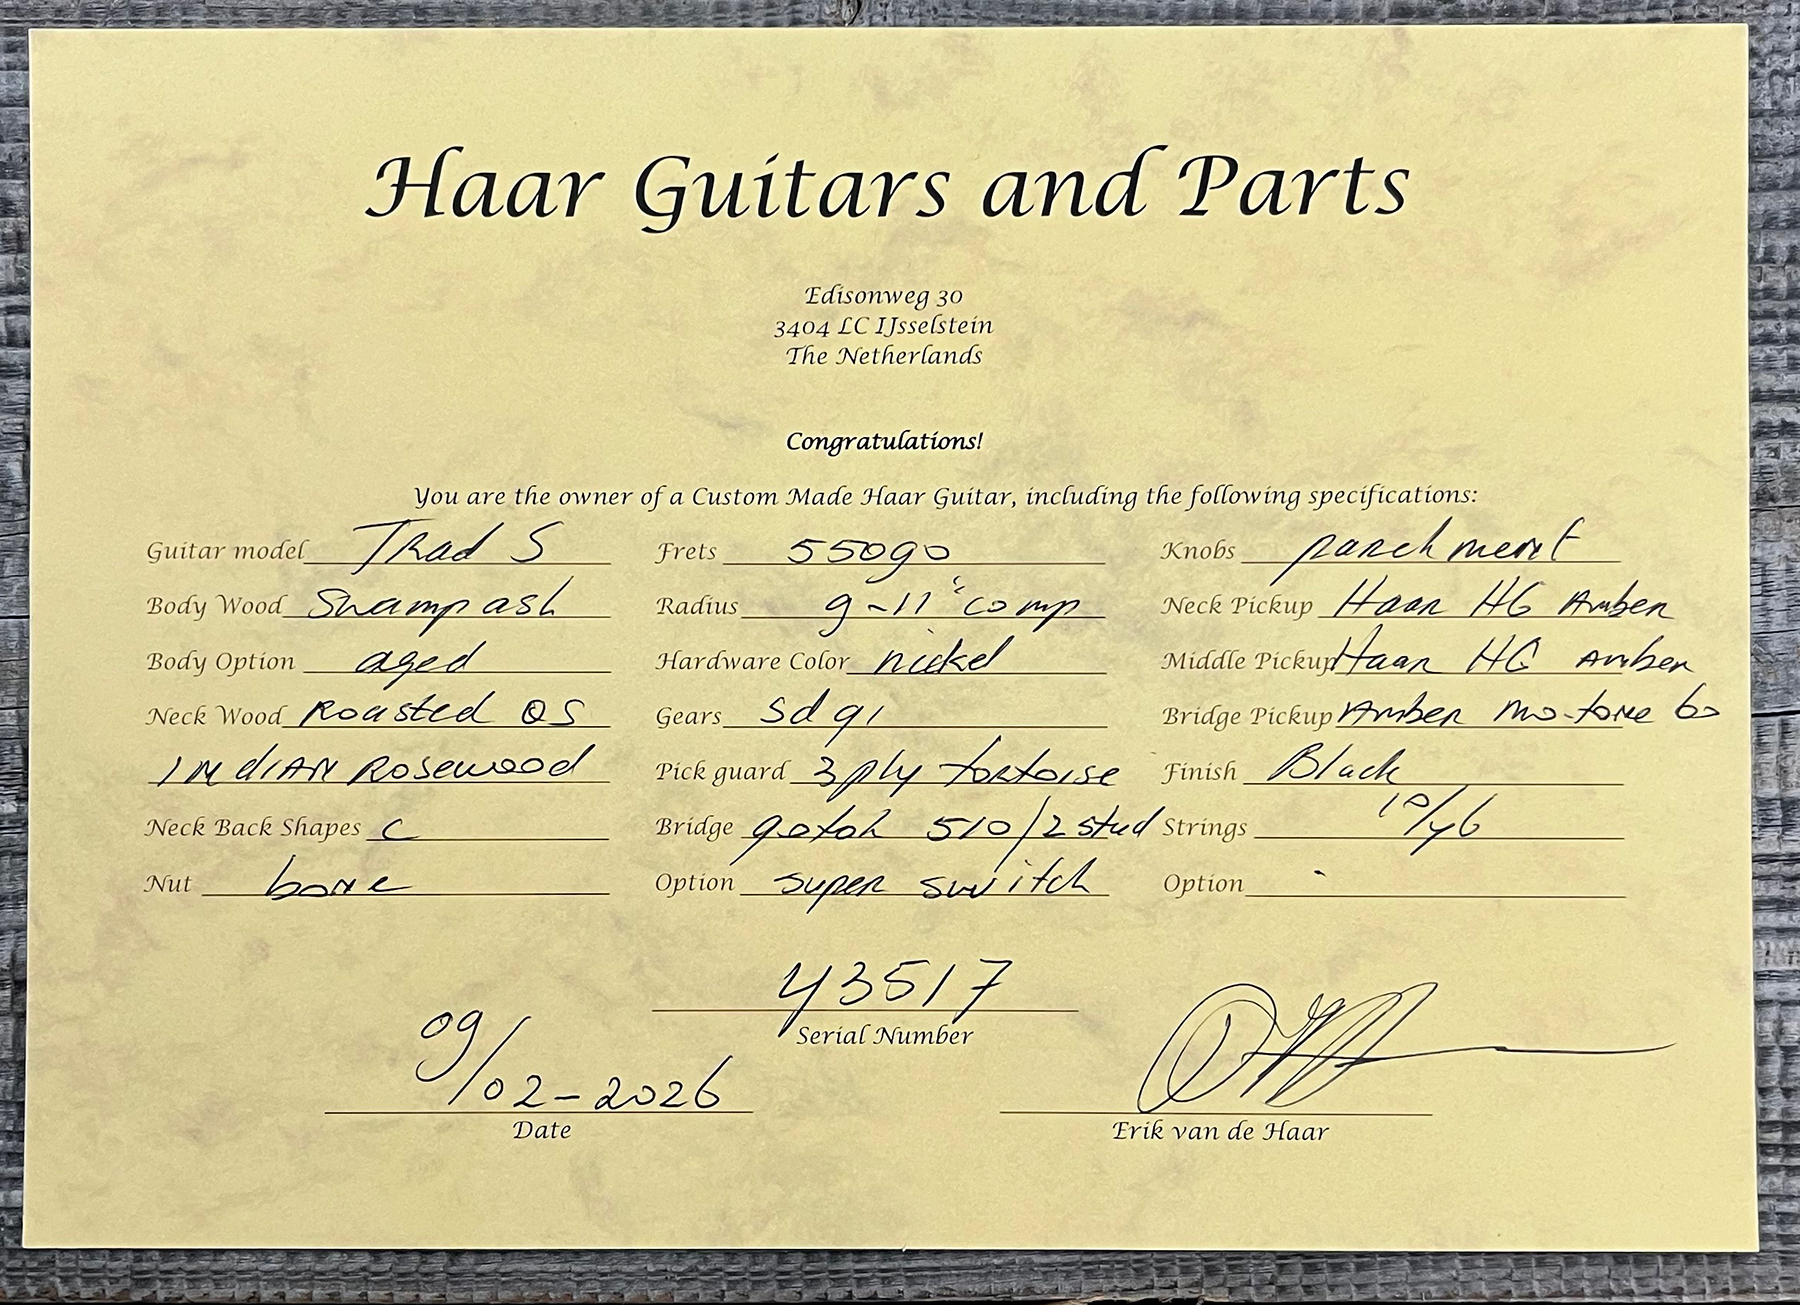 Haar Guitars and Parts
Edisonweg 30
3404 LC IJsselstein
The Netherlands
Congratulations!
You are the owner of a Custom Made Haar Guitar, including the following specifications:
Guitar model Trad S
Body Wood Swamp ash
Body Option aged
Neck Wood Roasted QS
Indian Rosewood
Neck Back Shapes C
Nut bone
Frets 55090
Radius 9-11" comp
Hardware Color nickel
Gears sd91
Pick guard 3ply tortoise
Bridge gotoh 510/2 stud
Option super switch
Knobs parchment
Neck Pickup Haar HG Amber
Middle Pickup Haar HG Amber
Bridge Pickup Amber no-tone 60
Finish Black
Strings 10/46
Option -
43517
Serial Number
09/02-2026
Date
Erik van de Haar